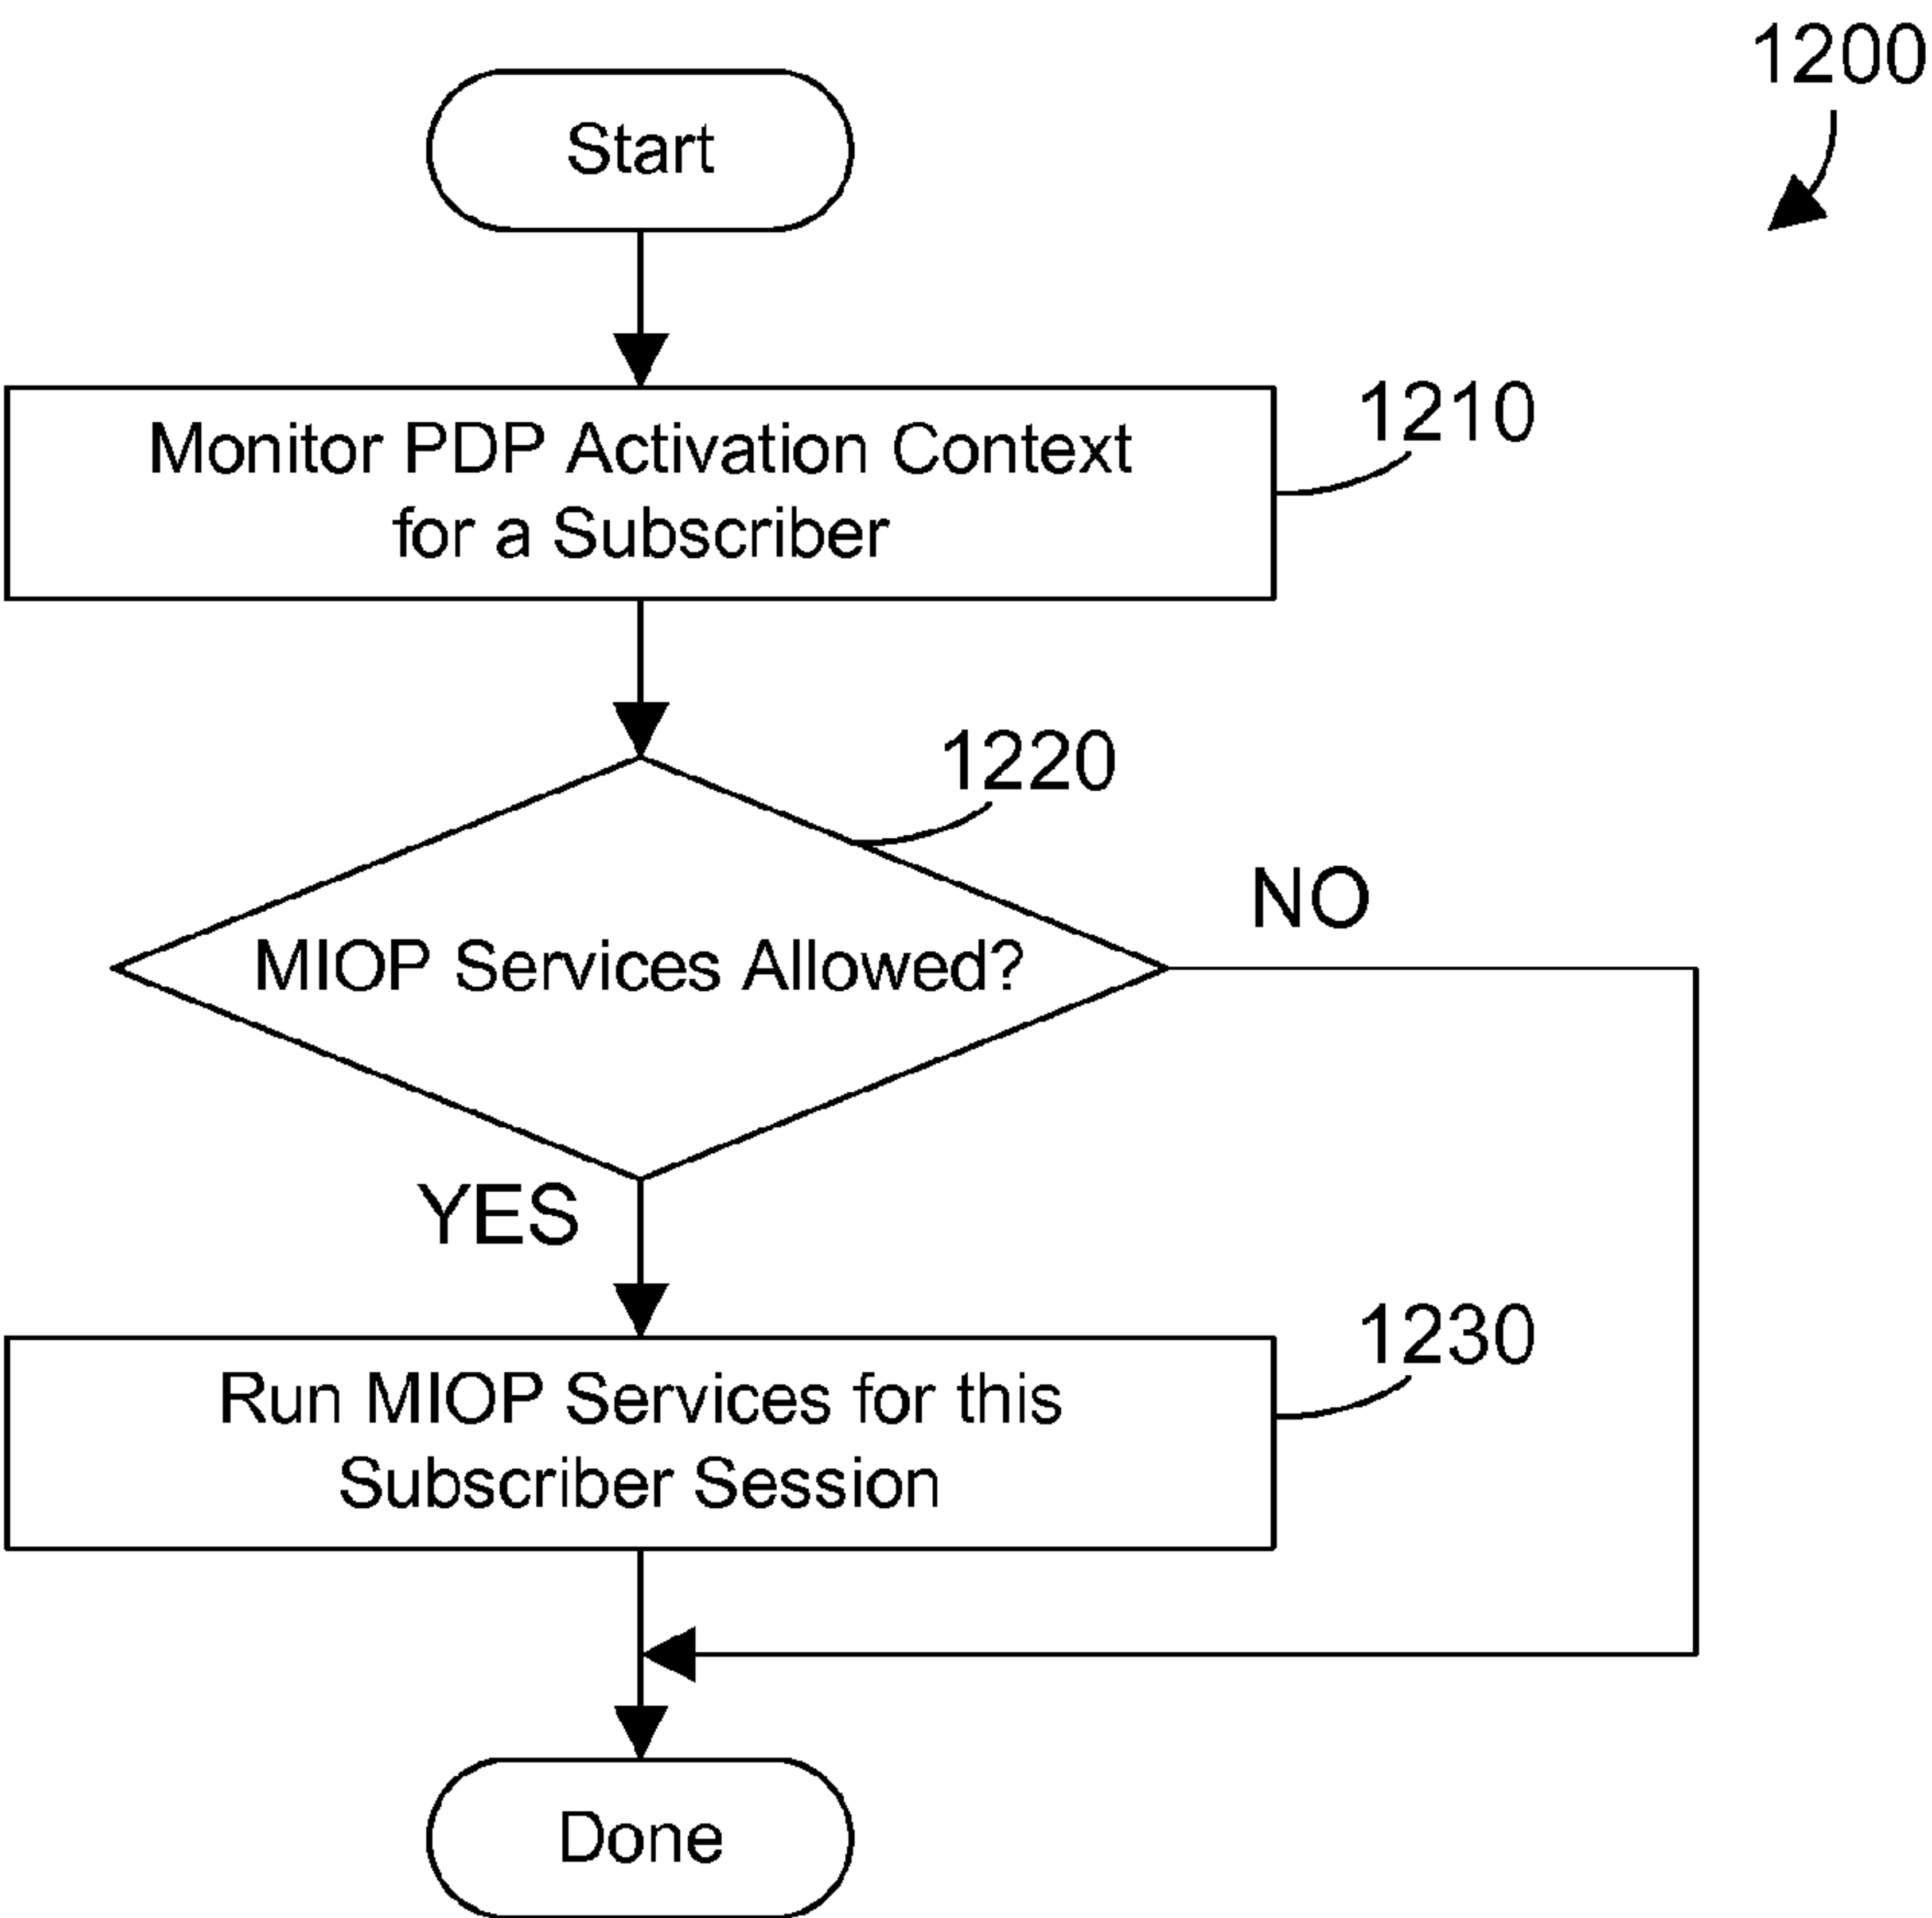 1200
Start
Monitor PDP Activation Context
for a Subscriber
1210
1220
MIOP Services Allowed?
NO
YES
Run MIOP Services for this
Subscriber Session
1230
Done